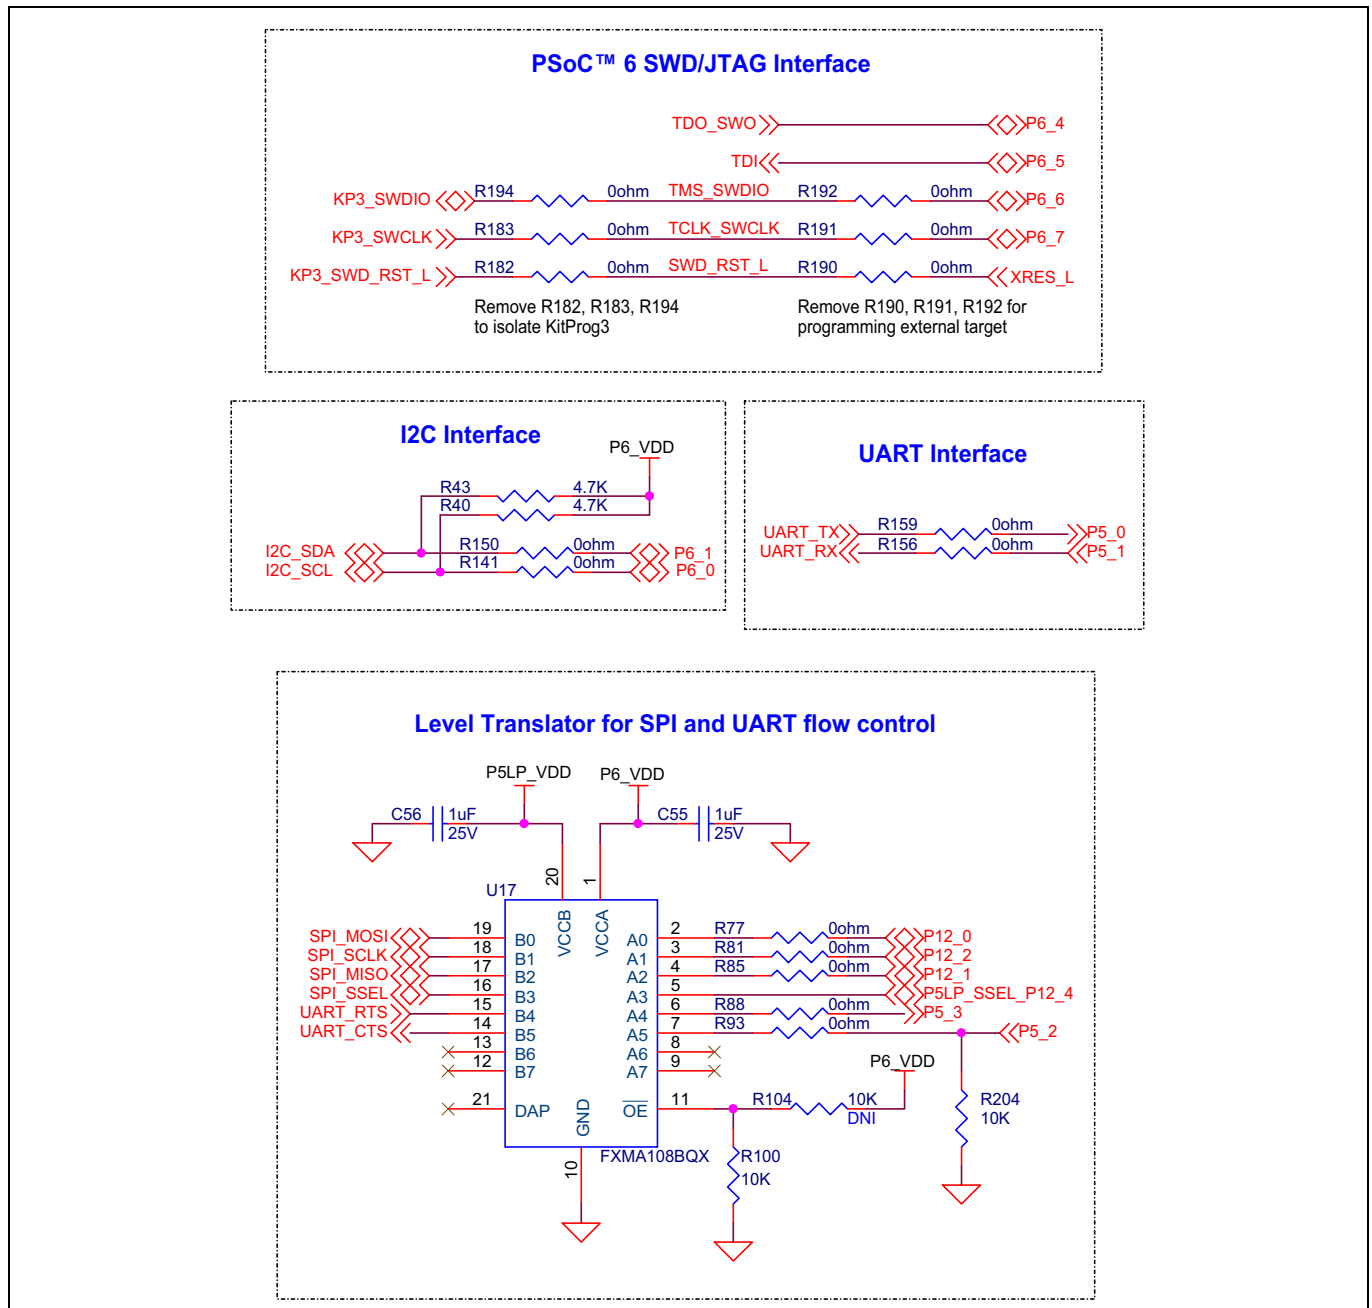 PSoC™ 6 SWD/JTAG Interface
TDO_SWO P6_4
TDI P6_5
KP3_SWDIO R194 0ohm TMS_SWDIO R192 0ohm P6_6
KP3_SWCLK R183 0ohm TCLK_SWCLK R191 0ohm P6_7
KP3_SWD_RST_L R182 0ohm SWD_RST_L R190 0ohm XRES_L
Remove R182, R183, R194
to isolate KitProg3
Remove R190, R191, R192 for
programming external target
I2C Interface
P6_VDD
R43 4.7K
R40 4.7K
I2C_SDA R150 0ohm P6_1
I2C_SCL R141 0ohm P6_0
UART Interface
UART_TX R159 0ohm P5_0
UART_RX R156 0ohm P5_1
Level Translator for SPI and UART flow control
P5LP_VDD P6_VDD
C56 1uF C55 1uF
25V 25V
20 1
U17
VCCB VCCA
SPI_MOSI 19 B0 A0 2 R77 0ohm P12_0
SPI_SCLK 18 B1 A1 3 R81 0ohm P12_2
SPI_MISO 17 B2 A2 4 R85 0ohm P12_1
SPI_SSEL 16 B3 A3 5 P5LP_SSEL_P12_4
UART_RTS 15 B4 A4 6 R88 0ohm P5_3
UART_CTS 14 B5 A5 7 R93 0ohm P5_2
13 B6 A6 8
12 B7 A7 9
P6_VDD
21 DAP GND OE 11 R104 10K R204
DNI 10K
FXMA108BQX R100
10 10K